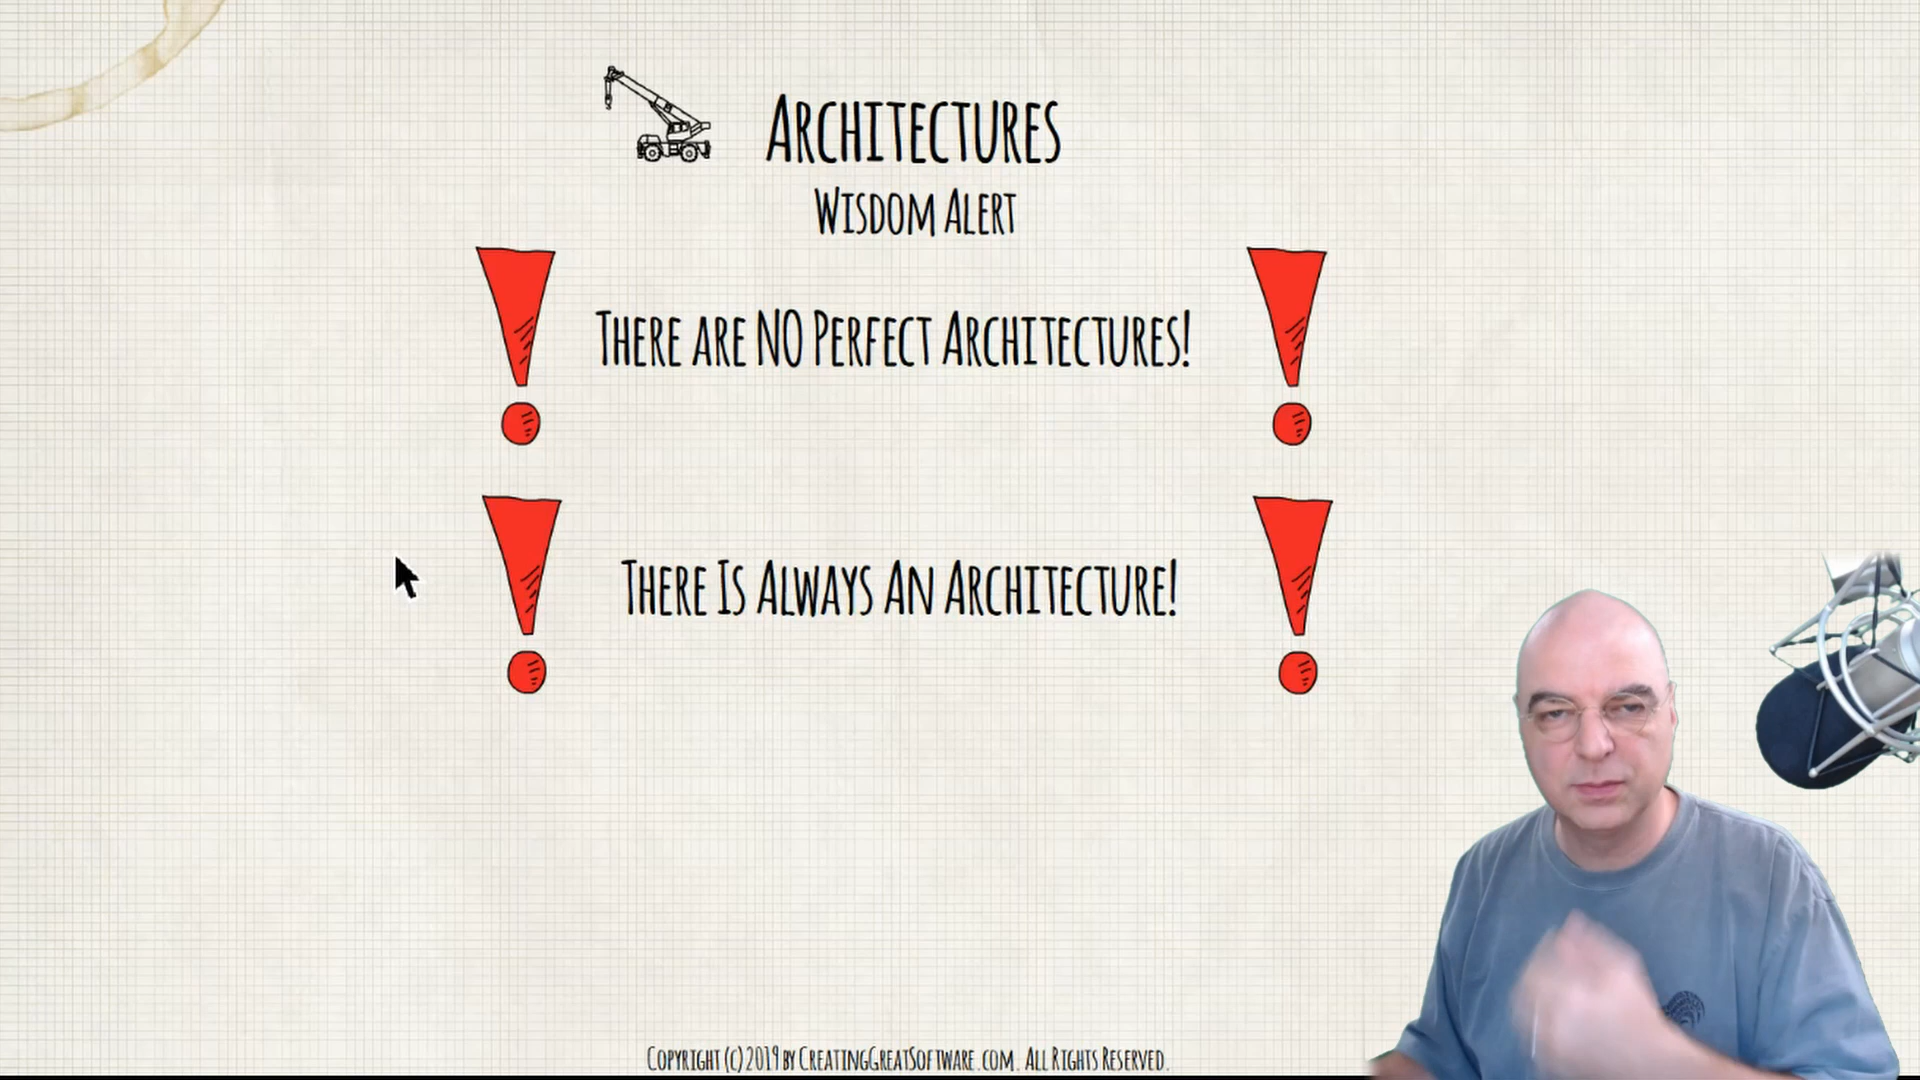 Architectures
Wisdom Alert
There are NO Perfect Architectures!
There Is Always An Architecture!
Copyright (c) 2019 by CreatingGreatSoftware.com. All Rights Reserved.